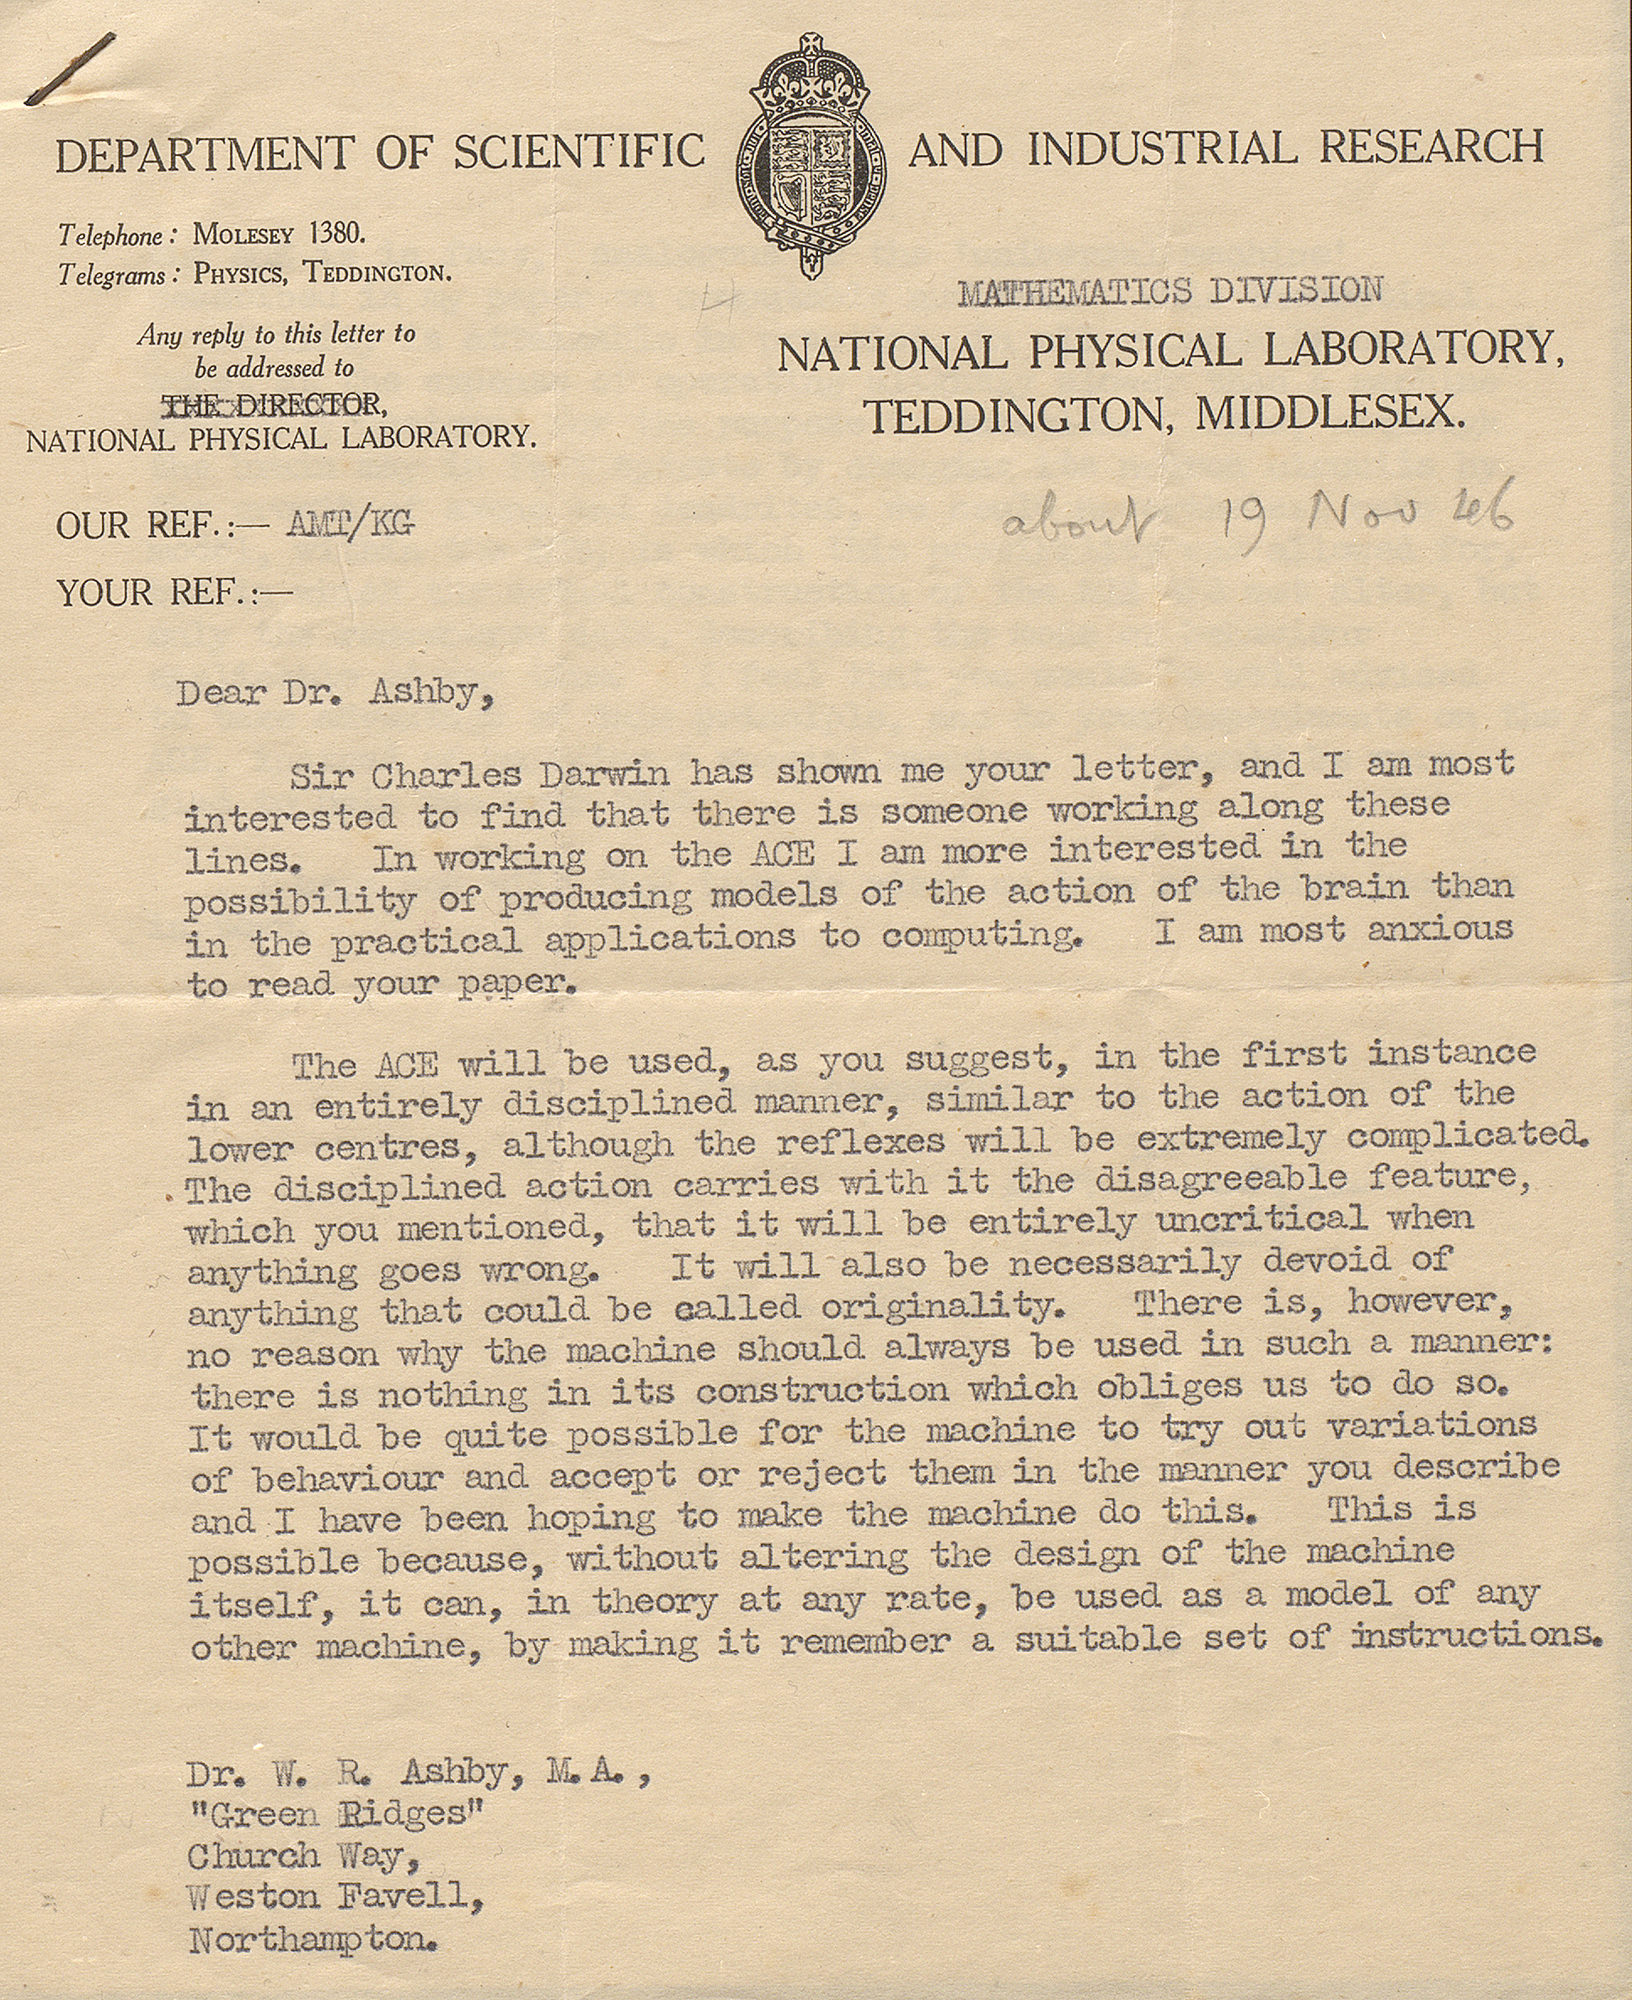 DEPARTMENT OF SCIENTIFIC AND INDUSTRIAL RESEARCH
Telephone: MOLESEY 1380.
Telegrams: PHYSICS, TEDDINGTON.
Any reply to this letter to
be addressed to
THE DIRECTOR,
NATIONAL PHYSICAL LABORATORY.
MATHEMATICS DIVISION
NATIONAL PHYSICAL LABORATORY,
TEDDINGTON, MIDDLESEX.
about 19 Nov 46
OUR REF.:— AMT/KG
YOUR REF.:—
Dear Dr. Ashby,
Sir Charles Darwin has shown me your letter, and I am most
interested to find that there is someone working along these
lines. In working on the ACE I am more interested in the
possibility of producing models of the action of the brain than
in the practical applications to computing. I am most anxious
to read your paper.
The ACE will be used, as you suggest, in the first instance
in an entirely disciplined manner, similar to the action of the
lower centres, although the reflexes will be extremely complicated.
The disciplined action carries with it the disagreeable feature,
which you mentioned, that it will be entirely uncritical when
anything goes wrong. It will also be necessarily devoid of
anything that could be called originality. There is, however,
no reason why the machine should always be used in such a manner:
there is nothing in its construction which obliges us to do so.
It would be quite possible for the machine to try out variations
of behaviour and accept or reject them in the manner you describe
and I have been hoping to make the machine do this. This is
possible because, without altering the design of the machine
itself, it can, in theory at any rate, be used as a model of any
other machine, by making it remember a suitable set of instructions.
Dr. W. R. Ashby, M.A.,
"Green Ridges"
Church Way,
Weston Favell,
Northampton.